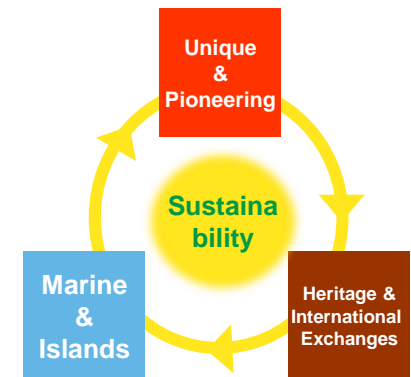 Unique
&
Pioneering
Sustaina
bility
Marine
&
Islands
Heritage &
International
Exchanges